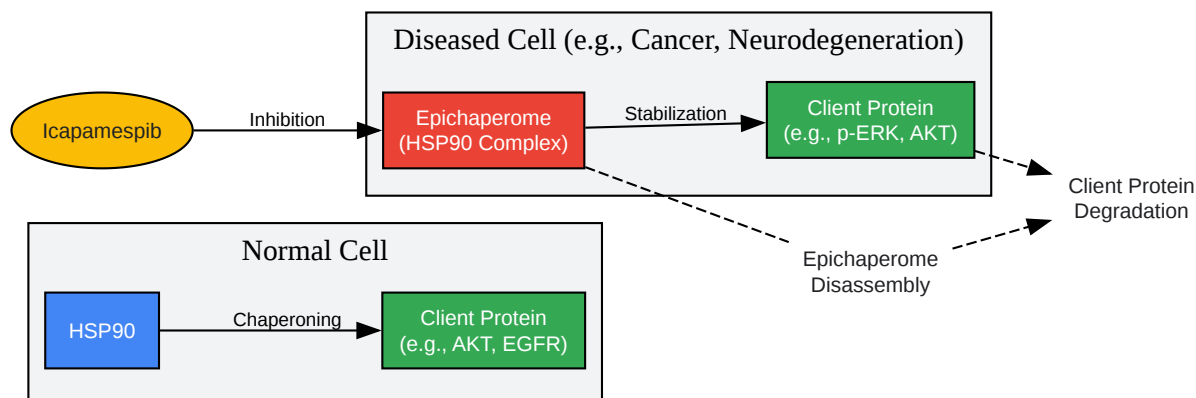 Diseased Cell (e.g., Cancer, Neurodegeneration)
Icapamespib
Inhibition
Epichaperome
(HSP90 Complex)
Stabilization
Client Protein
(e.g., p-ERK, AKT)
Client Protein
Degradation
Epichaperome
Disassembly
Normal Cell
HSP90
Chaperoning
Client Protein
(e.g., AKT, EGFR)